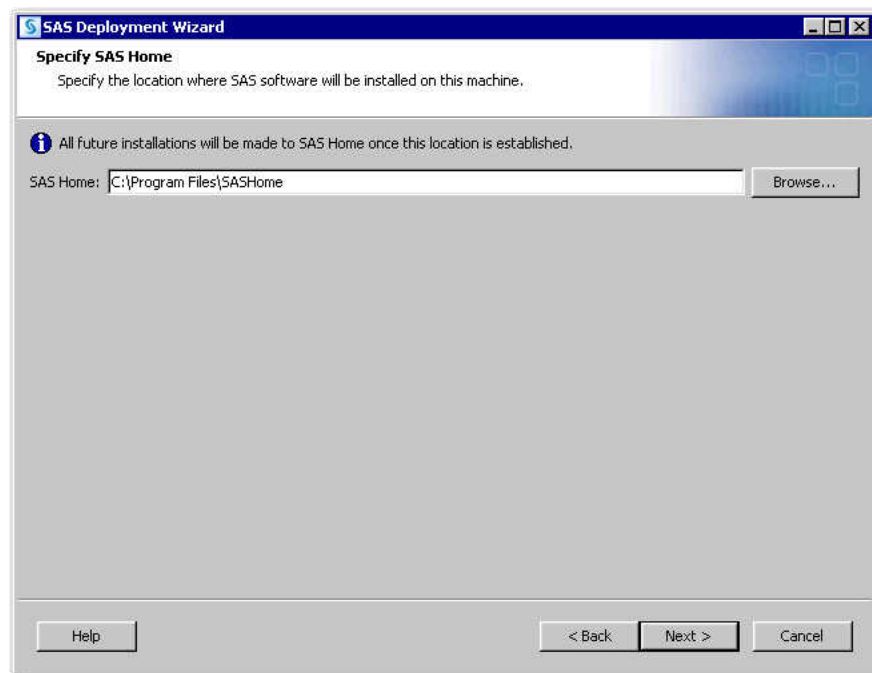 SAS Deployment Wizard
Specify SAS Home
Specify the location where SAS software will be installed on this machine.
All future installations will be made to SAS Home once this location is established.
SAS Home: C:\Program Files\SASHome Browse...
Help < Back Next > Cancel